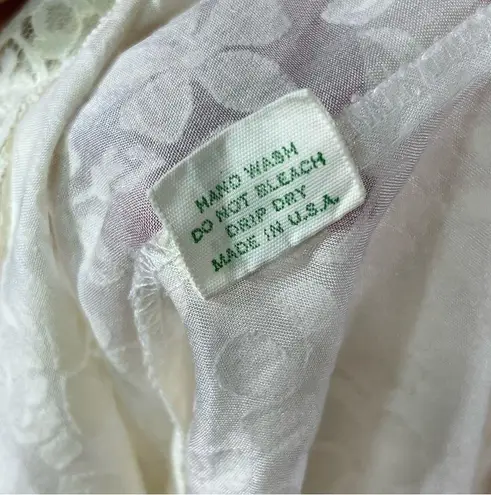 HAND WASH
DO NOT BLEACH
DRIP DRY
MADE IN U.S.A.